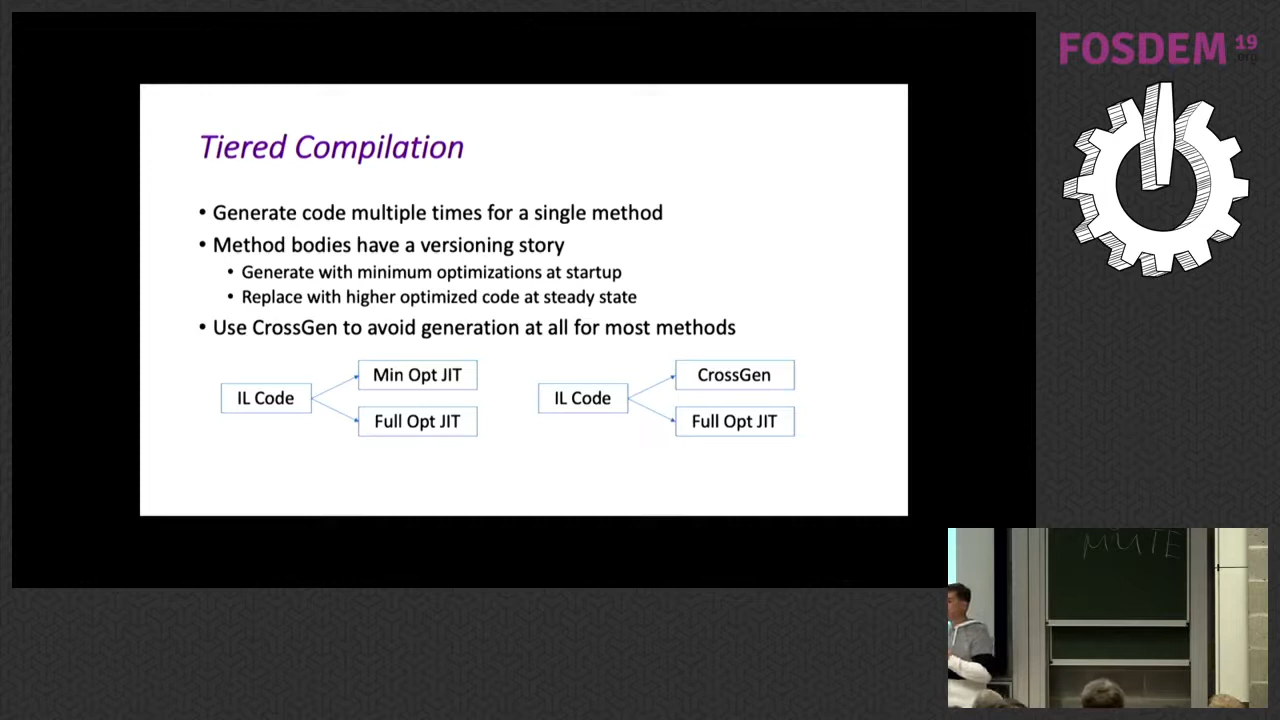 FOSDEM 19
.org
Tiered Compilation
• Generate code multiple times for a single method
• Method bodies have a versioning story
• Generate with minimum optimizations at startup
• Replace with higher optimized code at steady state
• Use CrossGen to avoid generation at all for most methods
IL Code
Min Opt JIT
Full Opt JIT
IL Code
CrossGen
Full Opt JIT
MUTE